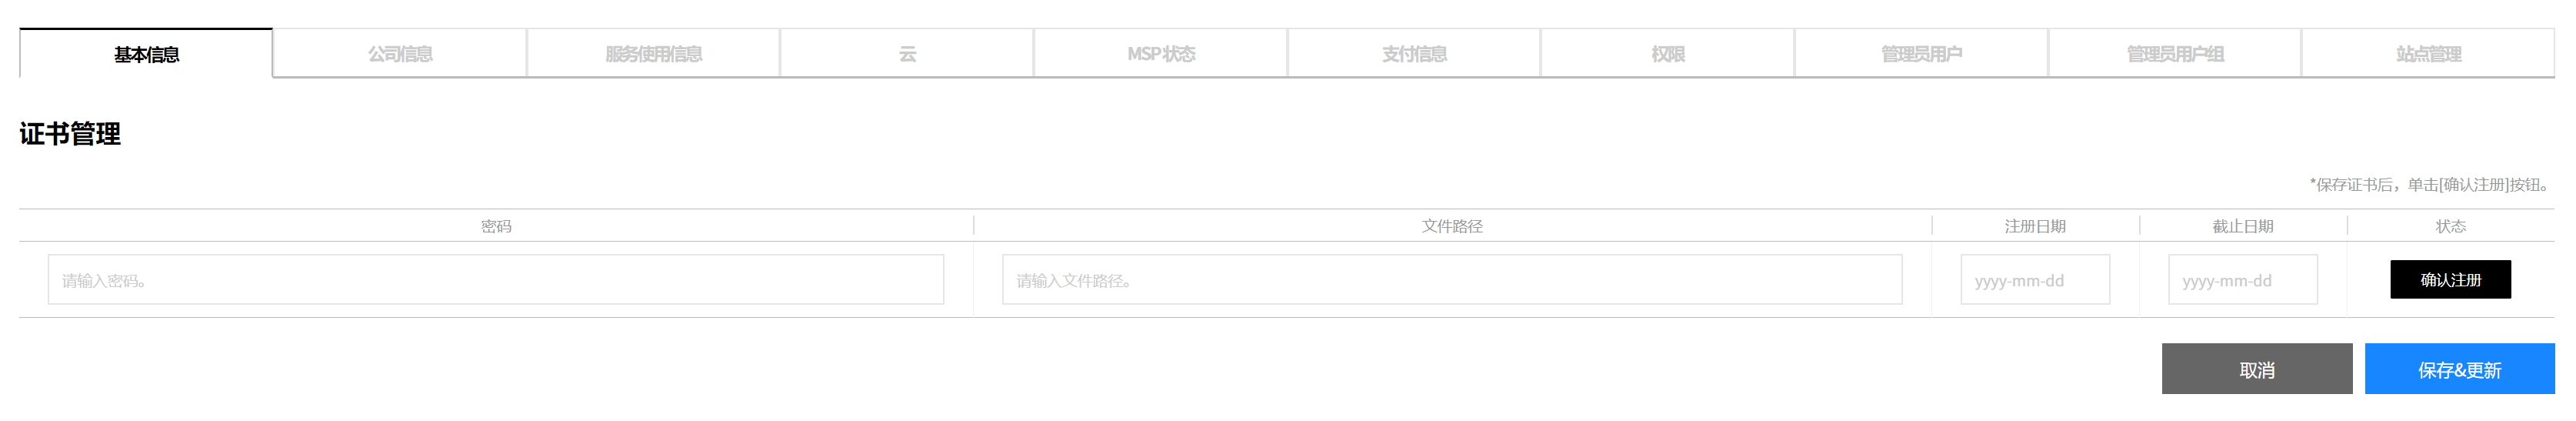 基本信息 公司信息 服务使用信息 云 MSP 状态 支付信息 权限 管理员用户 管理员用户组 站点管理
证书管理
*保存证书后，单击[确认注册]按钮。
密码 文件路径 注册日期 截止日期 状态
请输入密码。 请输入文件路径。 yyyy-mm-dd yyyy-mm-dd 确认注册
取消 保存&更新